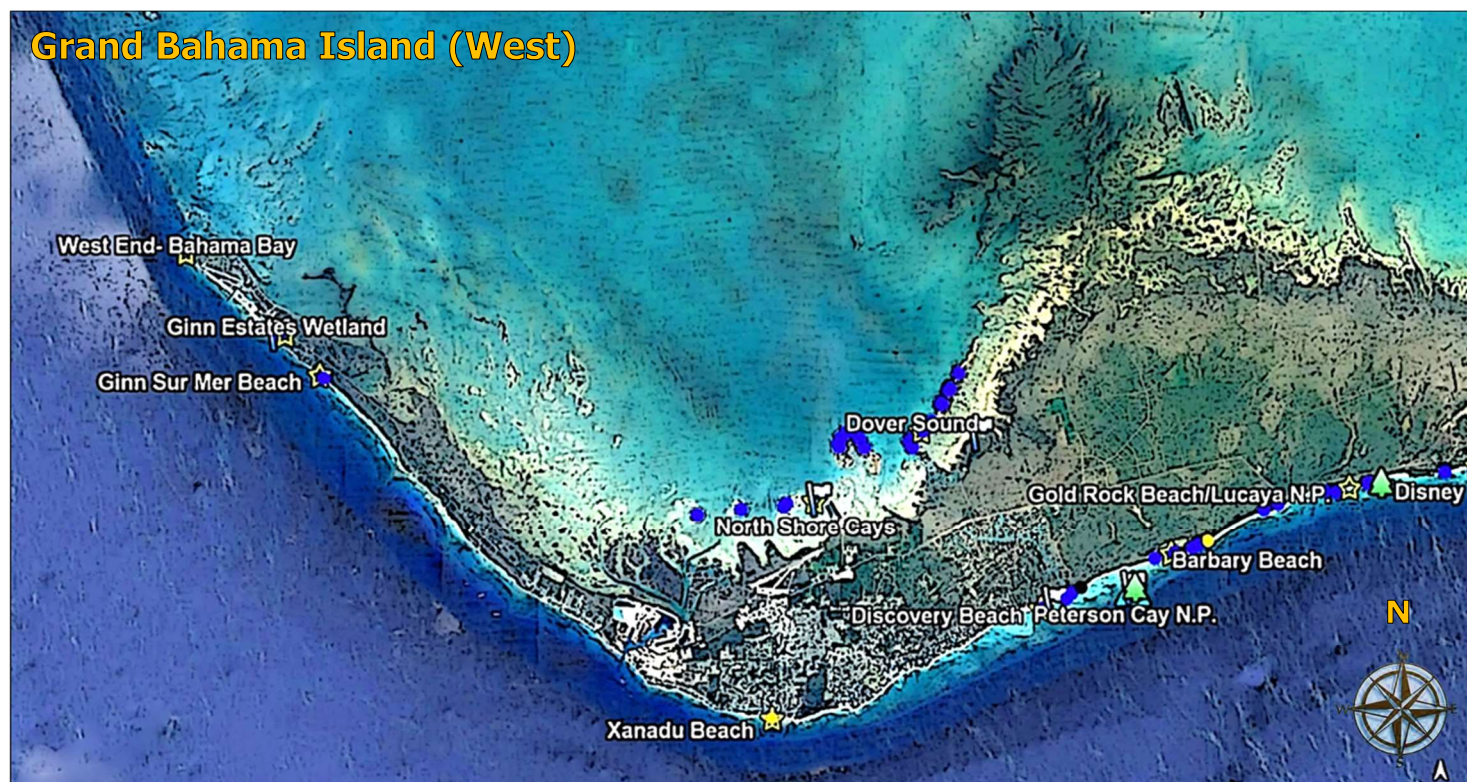 Grand Bahama Island (West)
West End- Bahama Bay
Ginn Estates Wetland
Ginn Sur Mer Beach
Dover Sound
Gold Rock Beach/Lucaya N.P.
Disney
North Shore Cays
Barbary Beach
Discovery Beach
Peterson Cay N.P.
N
Xanadu Beach
N
W
E
S